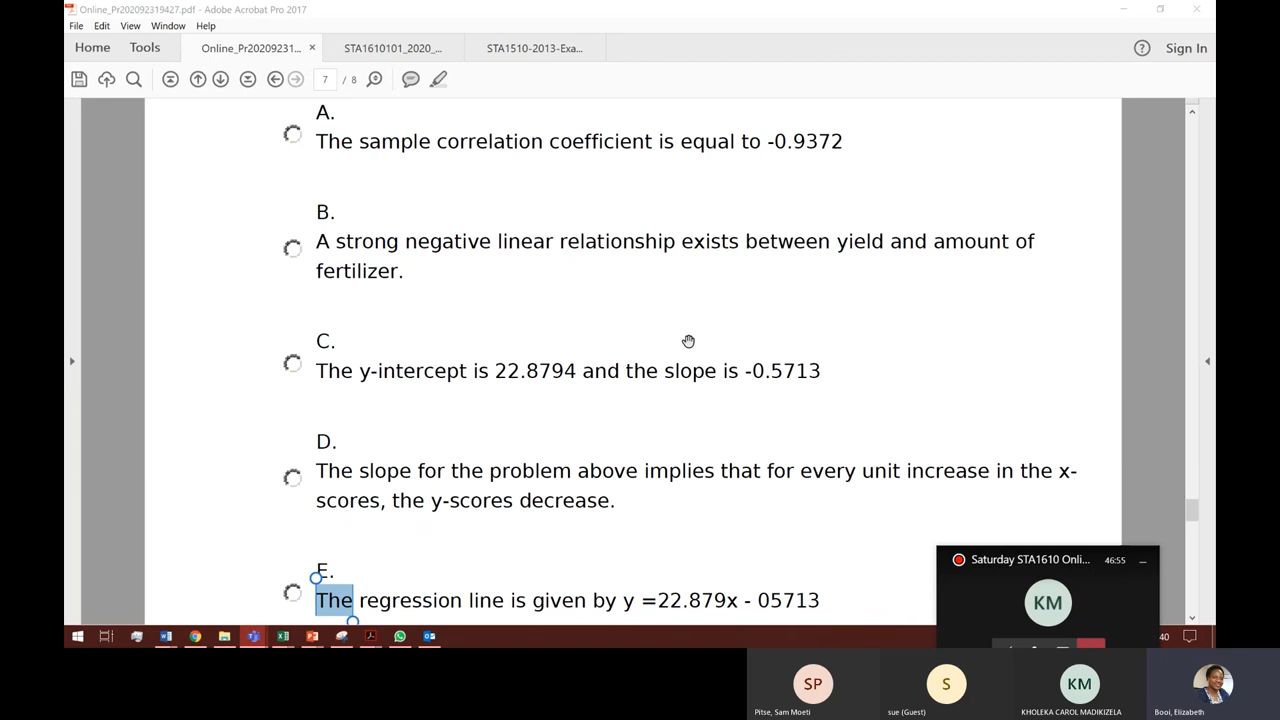 Online_Pr202092319427.pdf - Adobe Acrobat Pro 2017
File Edit View Window Help
Home Tools Online_Pr20209231... × STA1610101_2020_... STA1510-2013-Exa... Sign In
7 / 8
A.
The sample correlation coefficient is equal to -0.9372
B.
A strong negative linear relationship exists between yield and amount of
fertilizer.
C.
The y-intercept is 22.8794 and the slope is -0.5713
D.
The slope for the problem above implies that for every unit increase in the x-
scores, the y-scores decrease.
E.
The regression line is given by y =22.879x - 05713
Saturday STA1610 Onli... 46:55
KM
40
SP S KM
Pitse, Sam Moeti sue (Guest) KHOLEKA CAROL MADIKIZELA Booi, Elizabeth